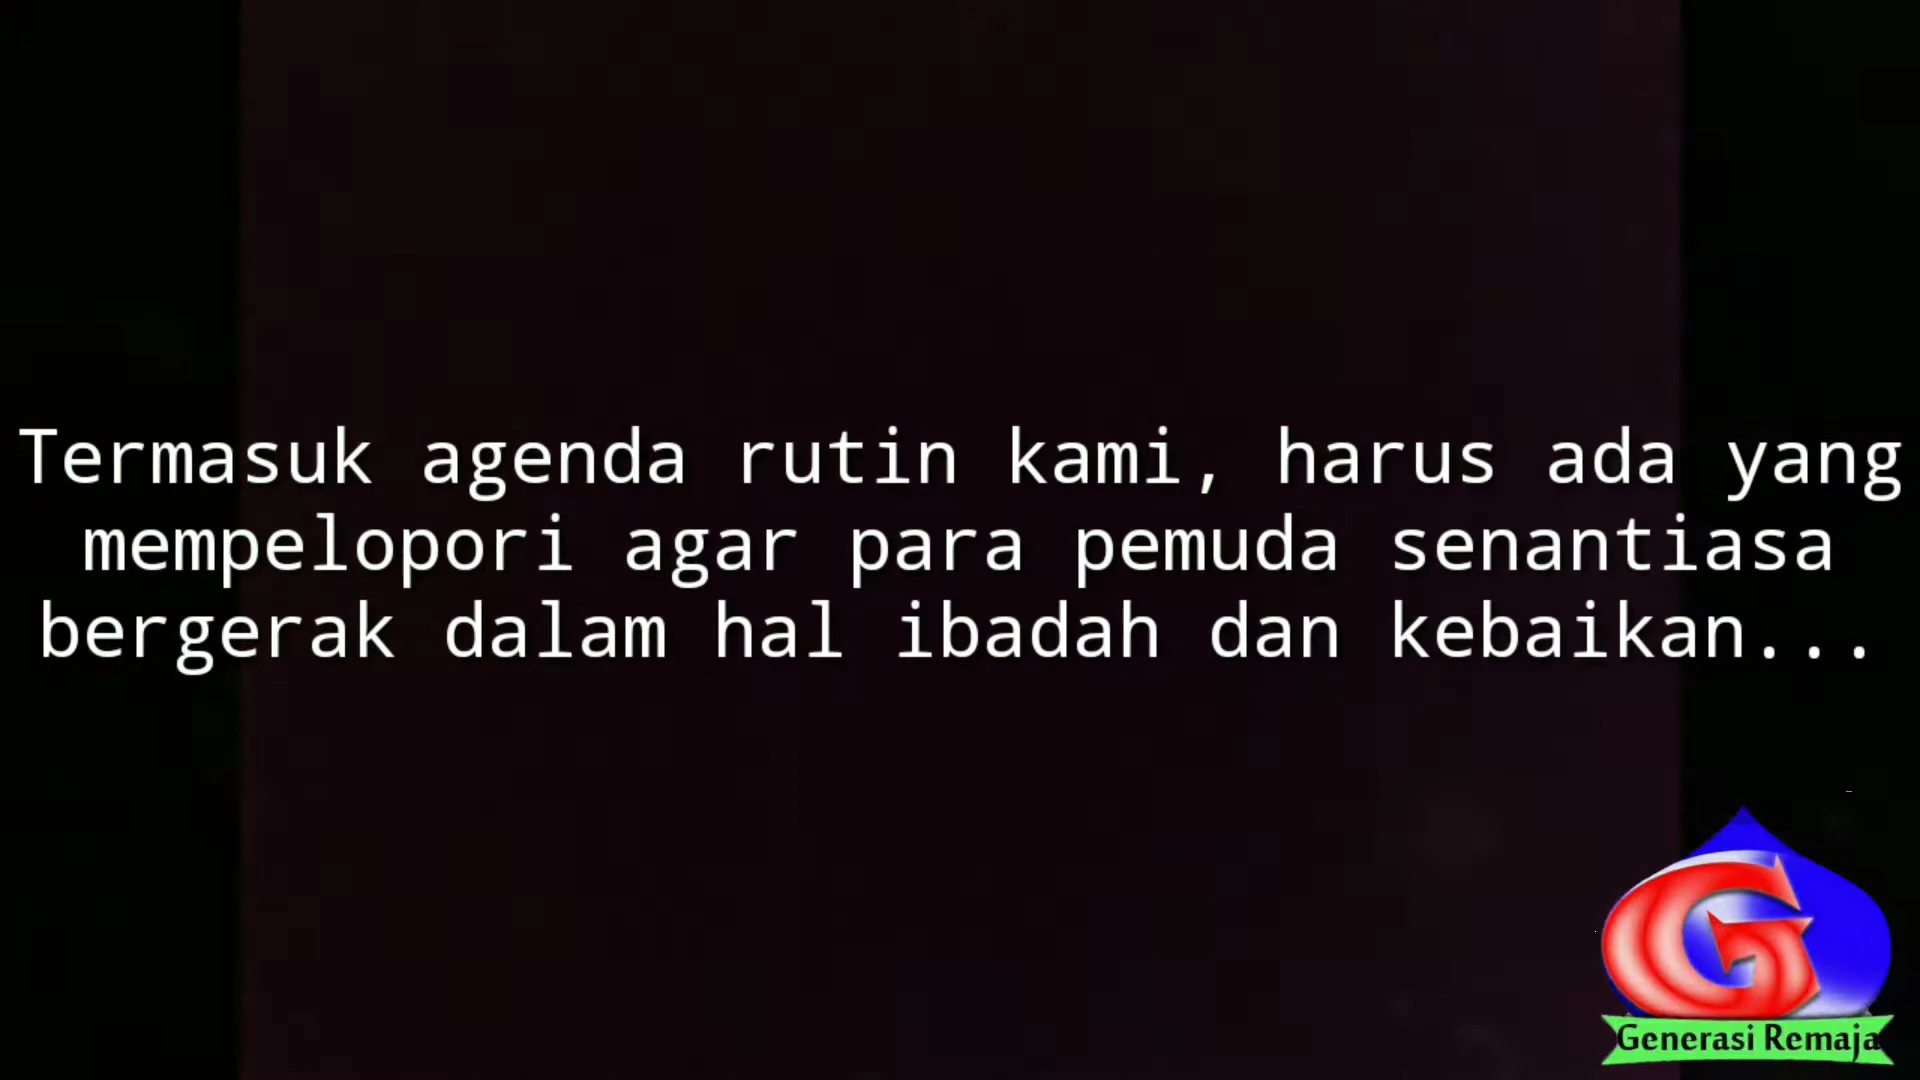 Termasuk agenda rutin kami, harus ada yang
mempelopori agar para pemuda senantiasa
bergerak dalam hal ibadah dan kebaikan...
Generasi Remaja